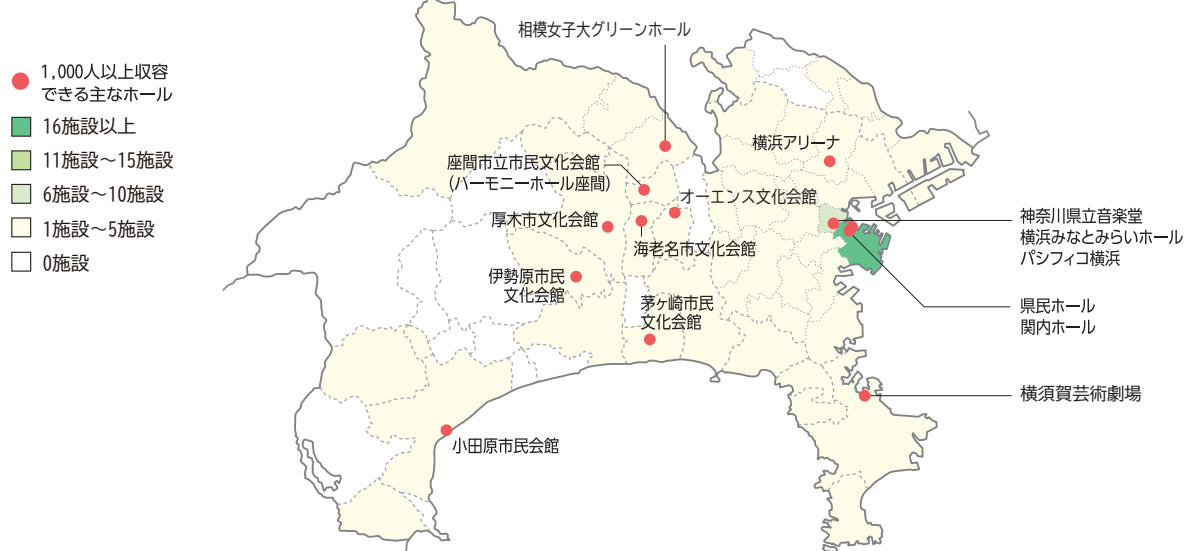 相模女子大グリーンホール
1,000人以上収容
できる主なホール
16施設以上
11施設～15施設
6施設～10施設
1施設～5施設
0施設
横浜アリーナ
座間市立市民文化会館
(ハーモニーホール座間)
オーエンス文化会館
厚木市文化会館
海老名市文化会館
神奈川県立音楽堂
横浜みなとみらいホール
パシフィコ横浜
伊勢原市民
文化会館
茅ヶ崎市民
文化会館
県民ホール
関内ホール
横須賀芸術劇場
小田原市民会館